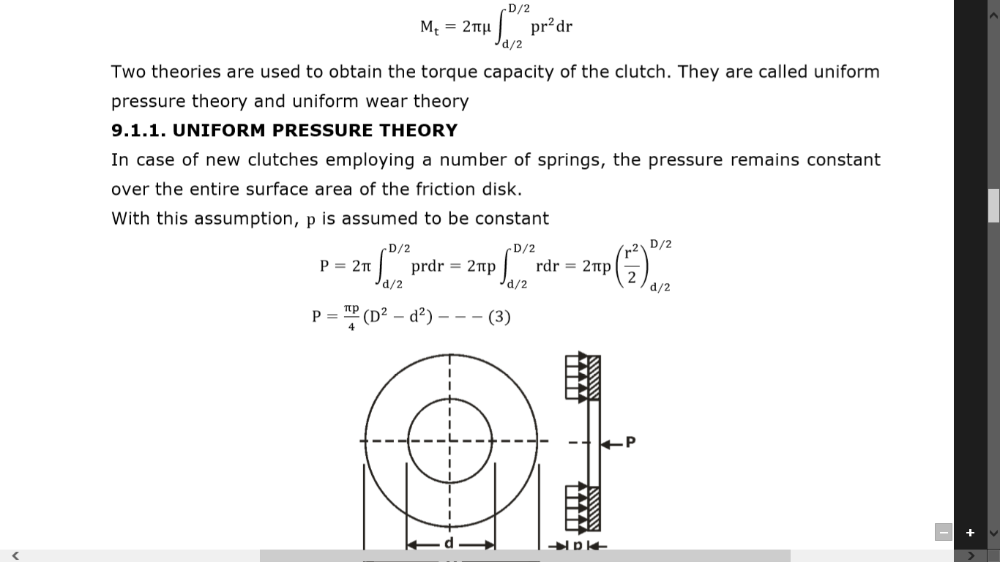 Mₜ = 2πμ ∫_{d/2}^{D/2} pr²dr
Two theories are used to obtain the torque capacity of the clutch. They are called uniform
pressure theory and uniform wear theory
9.1.1. UNIFORM PRESSURE THEORY
In case of new clutches employing a number of springs, the pressure remains constant
over the entire surface area of the friction disk.
With this assumption, p is assumed to be constant
P = 2π ∫_{d/2}^{D/2} prdr = 2πp ∫_{d/2}^{D/2} rdr = 2πp (r²/2)_{d/2}^{D/2}
P = πp/4 (D² − d²) − − − (3)
P
d
p